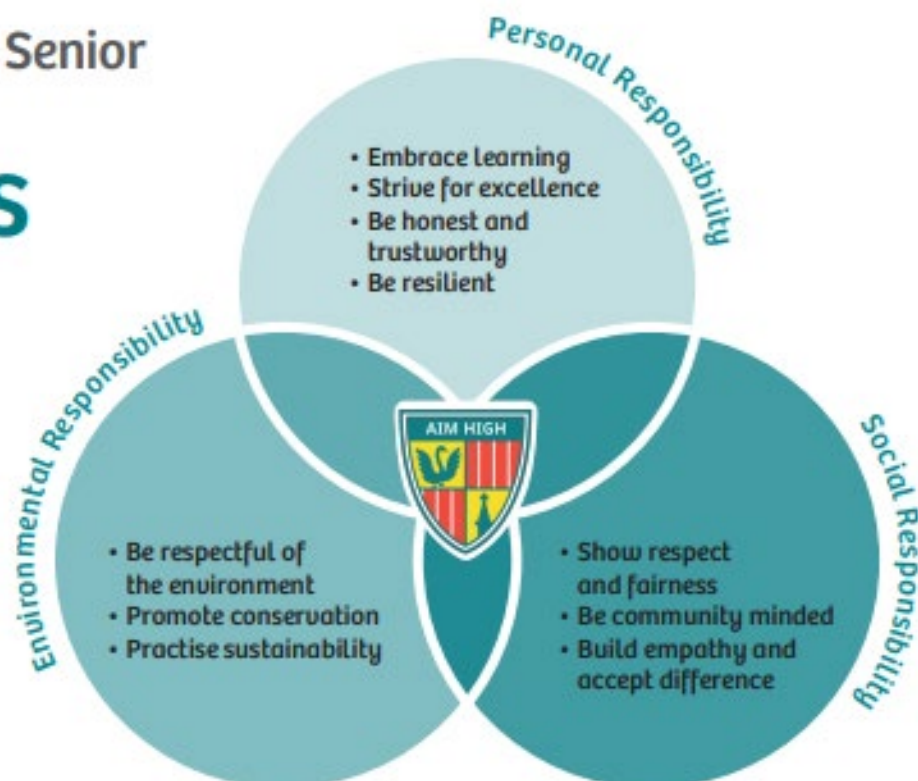 Senior
s
Personal Responsibility
• Embrace learning
• Strive for excellence
• Be honest and
trustworthy
• Be resilient
AIM HIGH
Environmental Responsibility
• Be respectful of
the environment
• Promote conservation
• Practise sustainability
Social Responsibility
• Show respect
and fairness
• Be community minded
• Build empathy and
accept difference